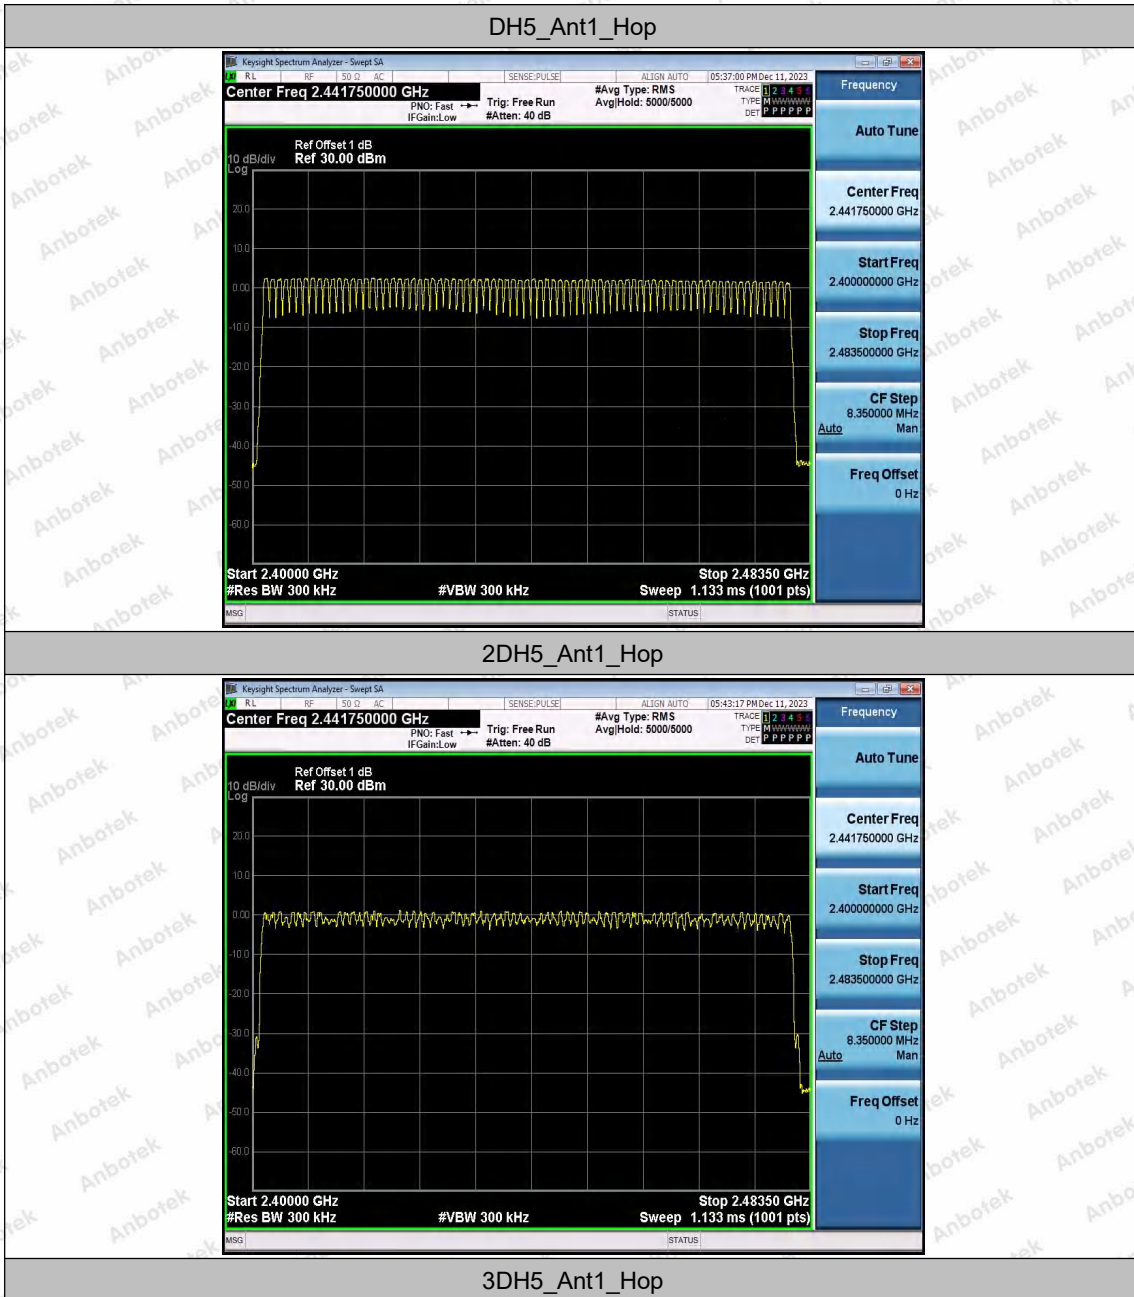 DH5_Ant1_Hop
Keysight Spectrum Analyzer - Swept SA
RL RF 50 Ω AC SENSE:PULSE ALIGN AUTO 05:37:00 PM Dec 11, 2023
Center Freq 2.441750000 GHz
PNO: Fast
IFGain:Low
Trig: Free Run
#Atten: 40 dB
#Avg Type: RMS
Avg|Hold: 5000/5000
TRACE 1 2 3 4 5 6
TYPE M WWWWW
DET P P P P P P
Ref Offset 1 dB
10 dB/div Ref 30.00 dBm
Log
20.0
10.0
0.00
-10.0
-20.0
-30.0
-40.0
-50.0
-60.0
Start 2.40000 GHz Stop 2.48350 GHz
#Res BW 300 kHz #VBW 300 kHz Sweep 1.133 ms (1001 pts)
MSG STATUS
Frequency
Auto Tune
Center Freq
2.441750000 GHz
Start Freq
2.400000000 GHz
Stop Freq
2.483500000 GHz
CF Step
8.350000 MHz
Auto Man
Freq Offset
0 Hz
2DH5_Ant1_Hop
Keysight Spectrum Analyzer - Swept SA
RL RF 50 Ω AC SENSE:PULSE ALIGN AUTO 05:43:17 PM Dec 11, 2023
Center Freq 2.441750000 GHz
PNO: Fast
IFGain:Low
Trig: Free Run
#Atten: 40 dB
#Avg Type: RMS
Avg|Hold: 5000/5000
TRACE 1 2 3 4 5 6
TYPE M WWWWW
DET P P P P P P
Ref Offset 1 dB
10 dB/div Ref 30.00 dBm
Log
20.0
10.0
0.00
-10.0
-20.0
-30.0
-40.0
-50.0
-60.0
Start 2.40000 GHz Stop 2.48350 GHz
#Res BW 300 kHz #VBW 300 kHz Sweep 1.133 ms (1001 pts)
MSG STATUS
Frequency
Auto Tune
Center Freq
2.441750000 GHz
Start Freq
2.400000000 GHz
Stop Freq
2.483500000 GHz
CF Step
8.350000 MHz
Auto Man
Freq Offset
0 Hz
3DH5_Ant1_Hop